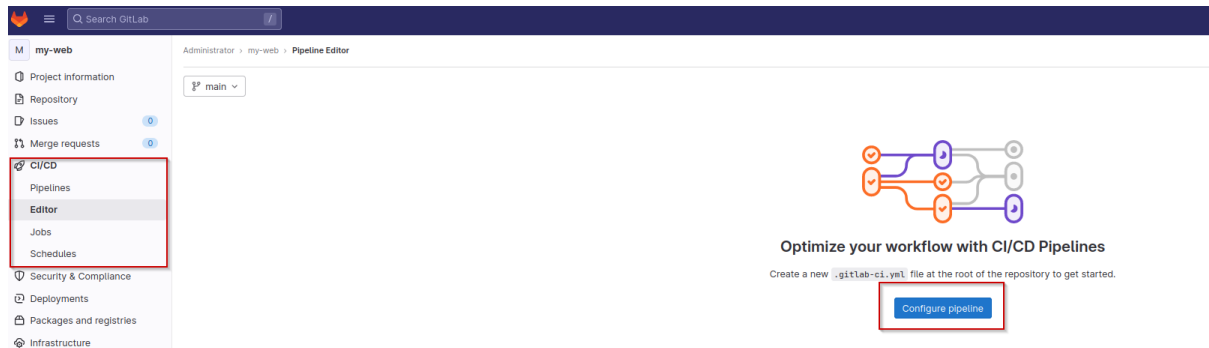 Search GitLab /
M my-web
Administrator > my-web > Pipeline Editor
Project information
main
Repository
Issues 0
Merge requests 0
CI/CD
Pipelines
Editor
Jobs
Schedules
Security & Compliance
Deployments
Packages and registries
Infrastructure
Optimize your workflow with CI/CD Pipelines
Create a new .gitlab-ci.yml file at the root of the repository to get started.
Configure pipeline